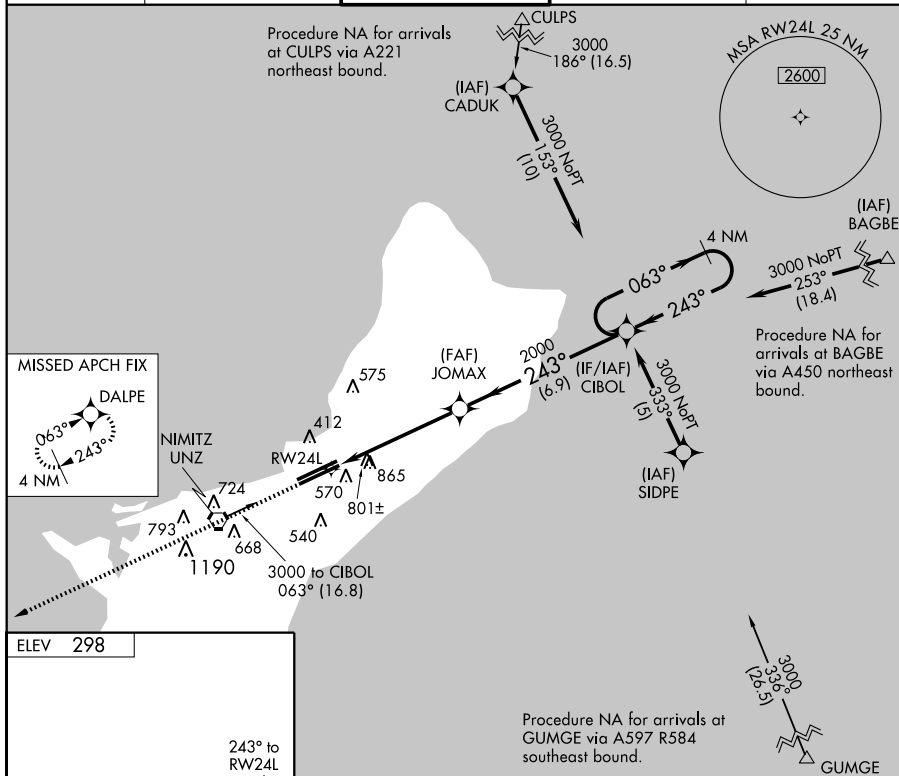 Procedure NA for arrivals
at CULPS via A221
northeast bound.
CULPS
3000
186° (16.5)
(IAF)
CADUK
3000 NoPT
153°
(10)
MSA RW24L 25 NM
2600
(IAF)
BAGBE
3000 NoPT
253°
(18.4)
4 NM
063°
243°
Procedure NA for
arrivals at BAGBE
via A450 northeast
bound.
(IF/IAF)
CIBOL
2000
243°
(6.9)
(FAF)
JOMAX
3000 NoPT
333°
(5)
(IAF)
SIDPE
MISSED APCH FIX
DALPE
063°
243°
4 NM
575
412
RW24L
NIMITZ
UNZ
724
570
865
801±
793
668
540
1190
3000 to CIBOL
063° (16.8)
ELEV 298
243° to
RW24L
Procedure NA for arrivals at
GUMGE via A597 R584
southeast bound.
3000
336°
(26.5)
GUMGE